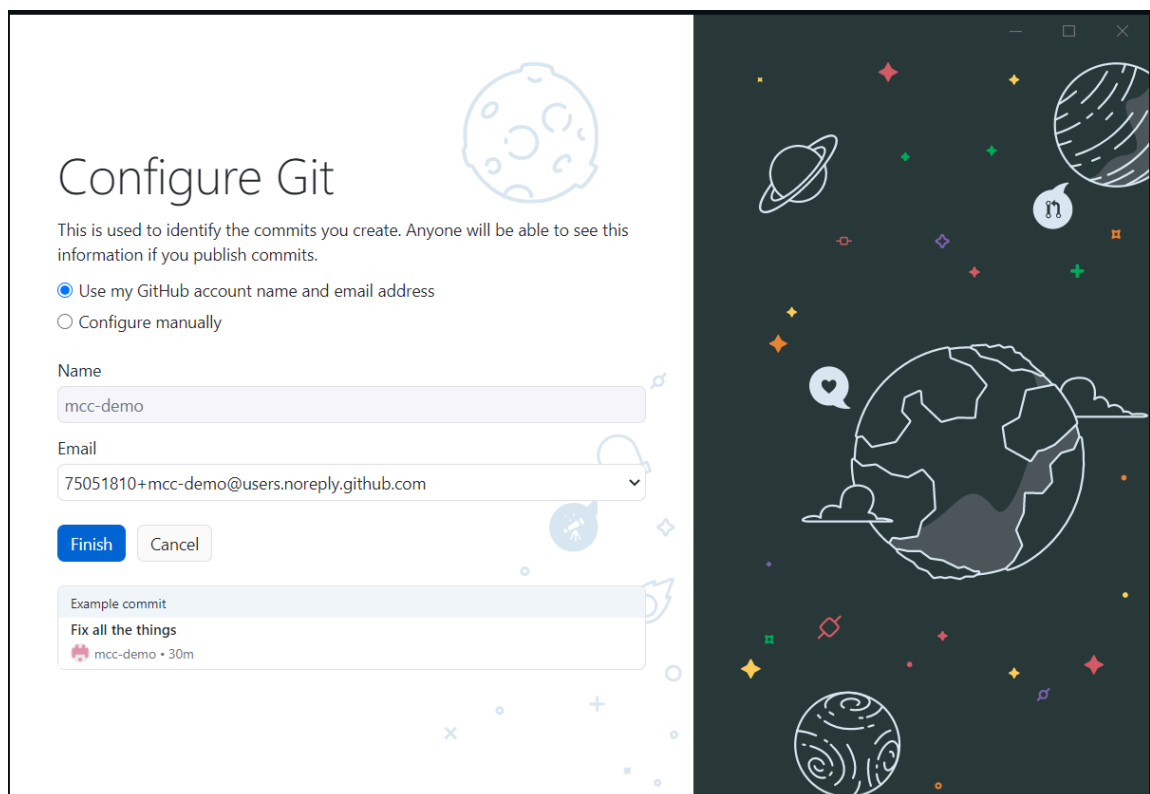 Configure Git
This is used to identify the commits you create. Anyone will be able to see this
information if you publish commits.
Use my GitHub account name and email address
Configure manually
Name
mcc-demo
Email
75051810+mcc-demo@users.noreply.github.com
Finish Cancel
Example commit
Fix all the things
mcc-demo • 30m